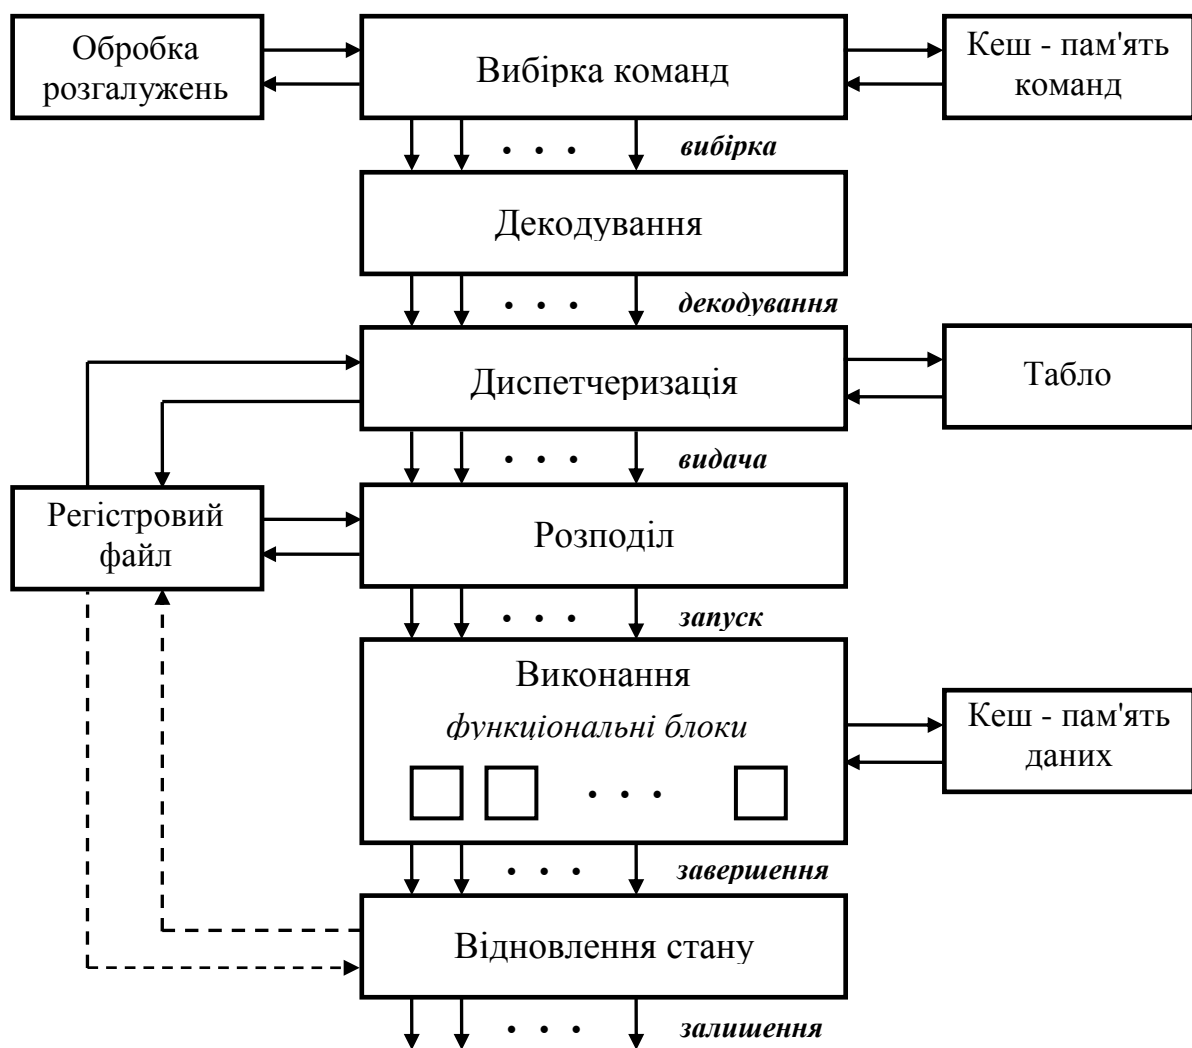 Обробка
розгалужень
Вибірка команд
Кеш - пам'ять
команд
вибірка
Декодування
декодування
Диспетчеризація
Табло
видача
Регістровий
файл
Розподіл
запуск
Виконання
функціональні блоки
Кеш - пам'ять
даних
завершення
Відновлення стану
залишення